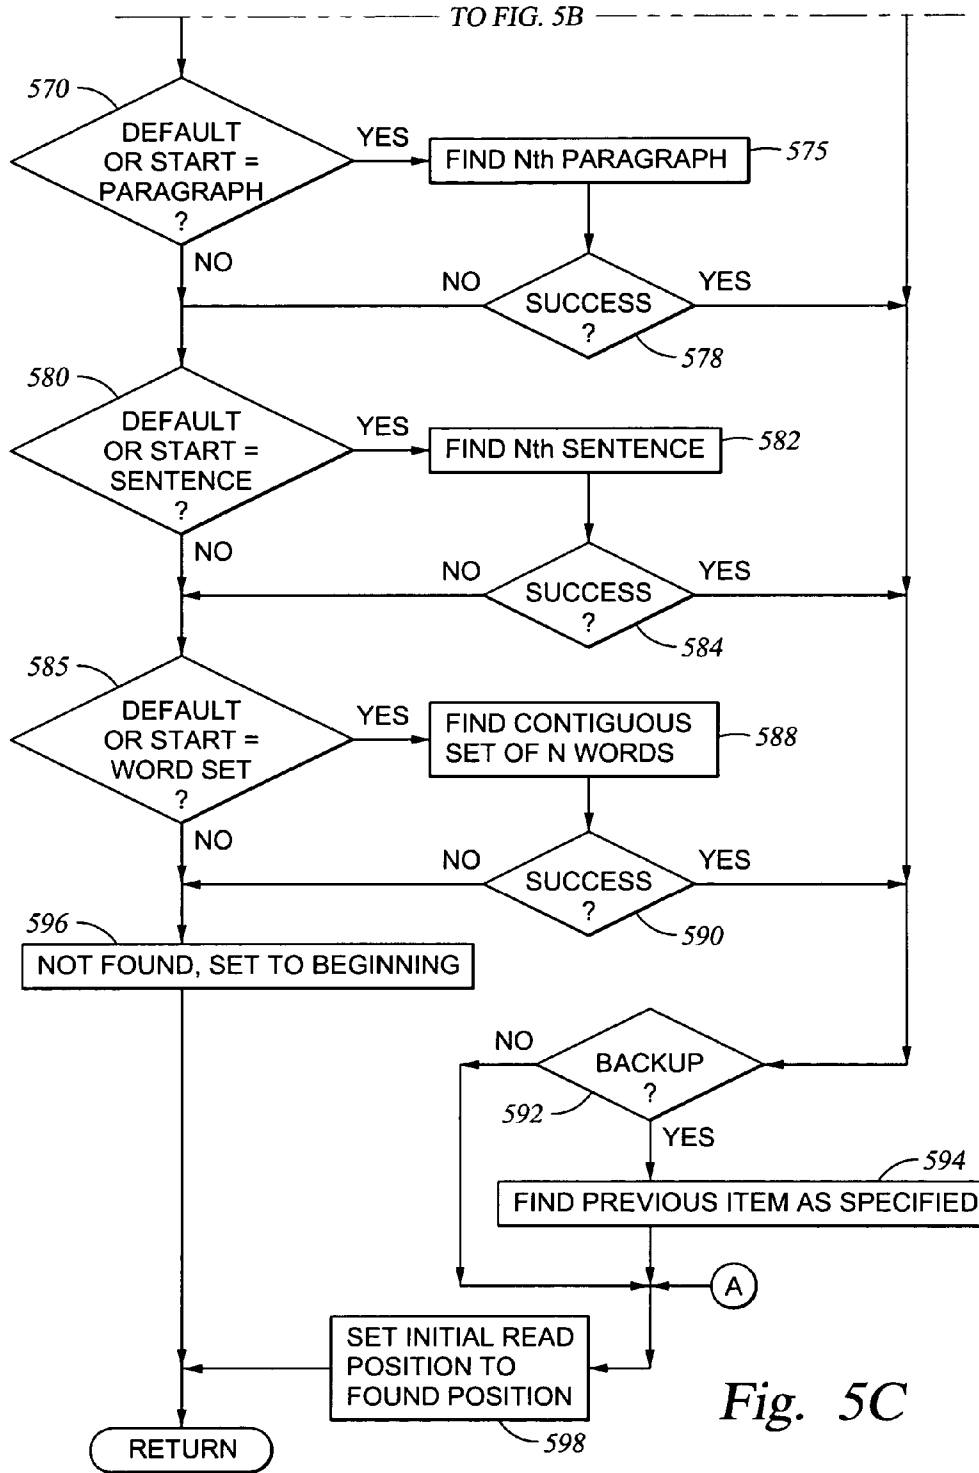 TO FIG. 5B
570
DEFAULT
OR START =
PARAGRAPH
?
YES
FIND Nth PARAGRAPH
575
NO
NO
SUCCESS
?
YES
578
580
DEFAULT
OR START =
SENTENCE
?
YES
FIND Nth SENTENCE
582
NO
NO
SUCCESS
?
YES
584
585
DEFAULT
OR START =
WORD SET
?
YES
FIND CONTIGUOUS
SET OF N WORDS
588
NO
NO
SUCCESS
?
YES
590
596
NOT FOUND, SET TO BEGINNING
NO
BACKUP
?
592
YES
594
FIND PREVIOUS ITEM AS SPECIFIED
A
SET INITIAL READ
POSITION TO
FOUND POSITION
598
RETURN
Fig. 5C